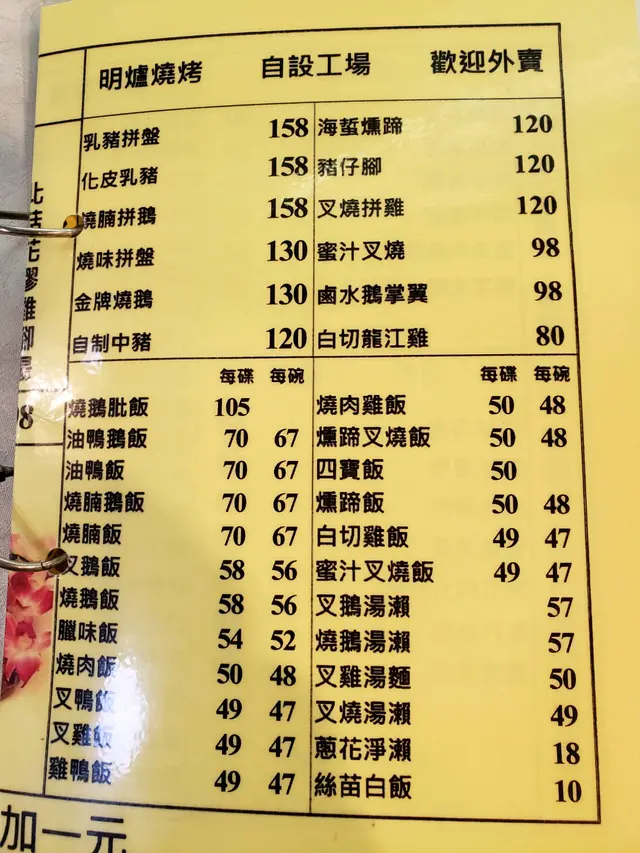 明爐燒烤 自設工場 歡迎外賣
乳豬拼盤 158
化皮乳豬 158
燒腩拼鵝 158
燒味拼盤 130
金牌燒鵝 130
自制中豬 120
海蜇燻蹄 120
豬仔腳 120
叉燒拼雞 120
蜜汁叉燒 98
鹵水鵝掌翼 98
白切龍江雞 80
每碟 每碗
燒鵝肶飯 105
油鴨鵝飯 70 67
油鴨飯 70 67
燒腩鵝飯 70 67
燒腩飯 70 67
叉鵝飯 58 56
燒鵝飯 58 56
臘味飯 54 52
燒肉飯 50 48
叉鴨飯 49 47
叉雞飯 49 47
雞鴨飯 49 47
每碟 每碗
燒肉雞飯 50 48
燻蹄叉燒飯 50 48
四寶飯 50
燻蹄飯 50 48
白切雞飯 49 47
蜜汁叉燒飯 49 47
叉鵝湯瀨 57
燒鵝湯瀨 57
叉雞湯麵 50
叉燒湯瀨 49
蔥花淨瀨 18
絲苗白飯 10
花膠雞腳
8
加一元